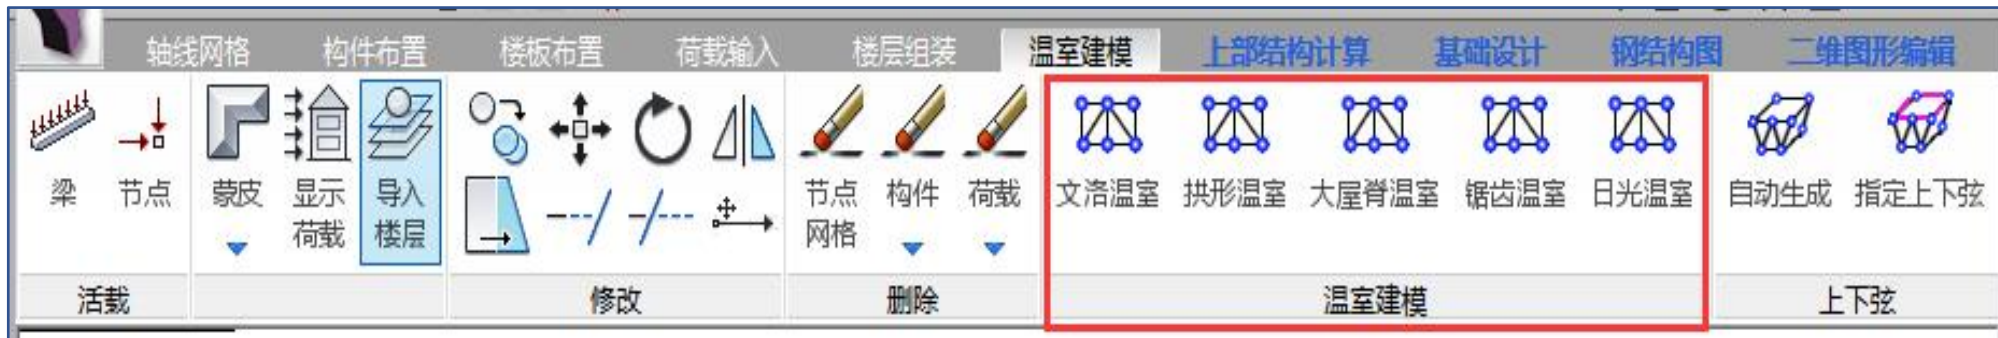 轴线网格 构件布置 楼板布置 荷载输入 楼层组装 温室建模 上部结构计算 基础设计 钢结构图 二维图形编辑
梁 节点 蒙皮 显示 导入 节点 构件 荷载 文洛温室 拱形温室 大屋脊温室 锯齿温室 日光温室 自动生成 指定上下弦
荷载 楼层 网格
活载 修改 删除 温室建模 上下弦